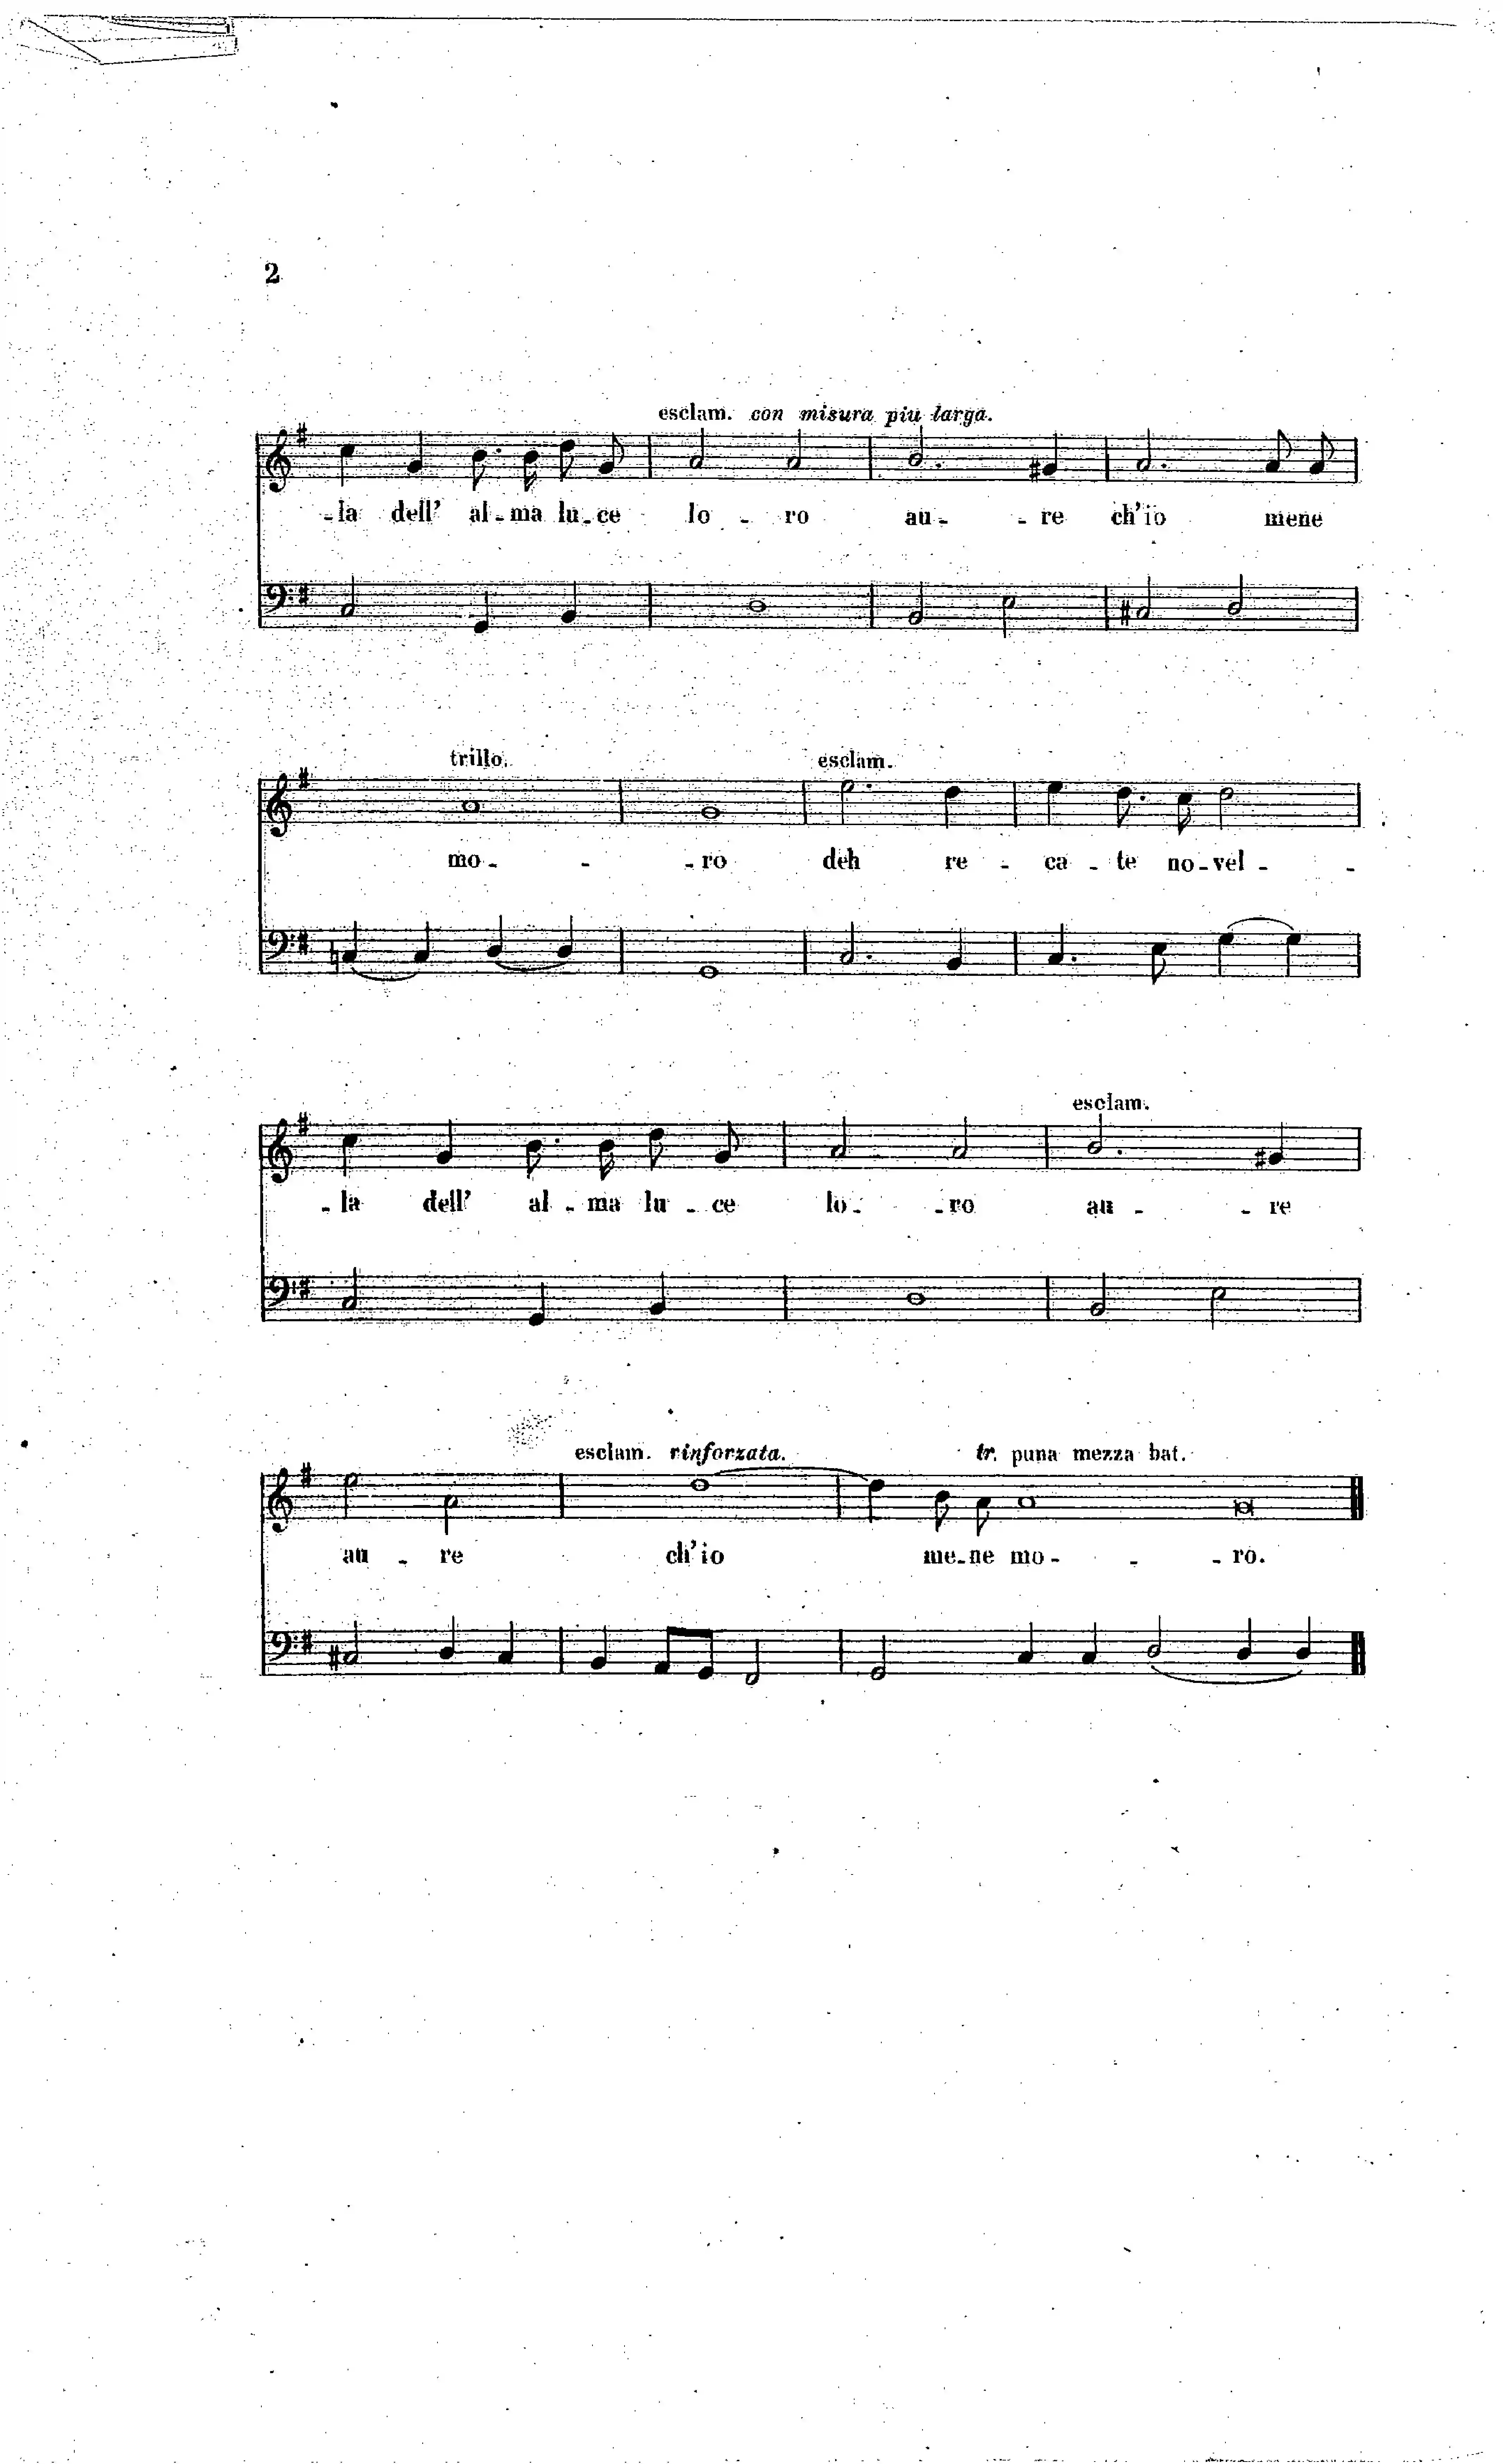 2
esclam. con misura piu larga.
-la dell' al-ma lu-ce lo-ro au-re ch'io mene
trillo.
esclam.
mo-ro deh re-ca-te no-vel-
esclam.
-la dell' al-ma lu-ce lo-ro au-re
esclam. rinforzata. tr. puna mezza bat.
au-re ch'io me-ne mo-ro.